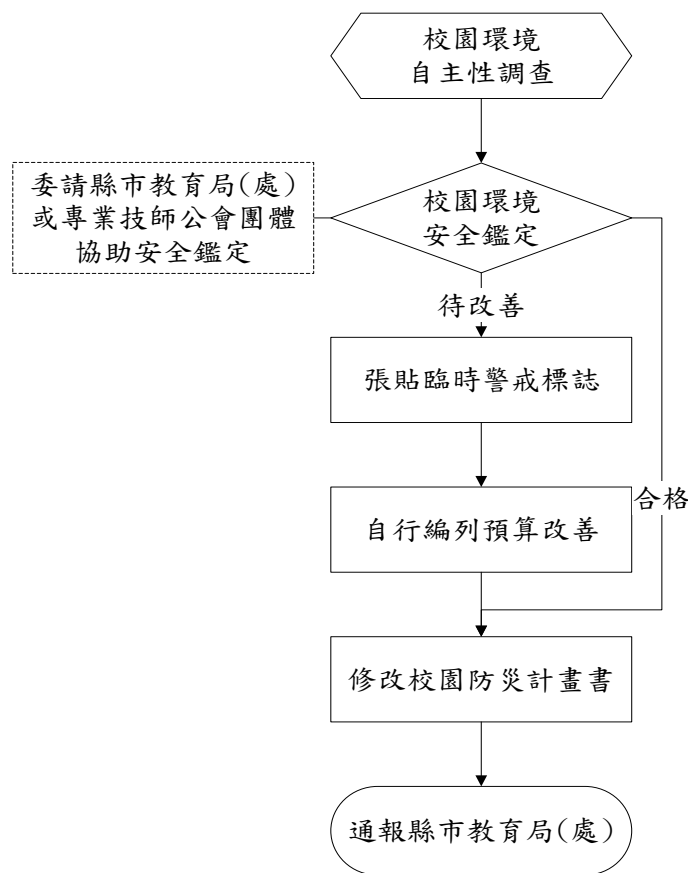 校園環境
自主性調查
委請縣市教育局(處)
或專業技師公會團體
協助安全鑑定
校園環境
安全鑑定
待改善
張貼臨時警戒標誌
合格
自行編列預算改善
修改校園防災計畫書
通報縣市教育局(處)